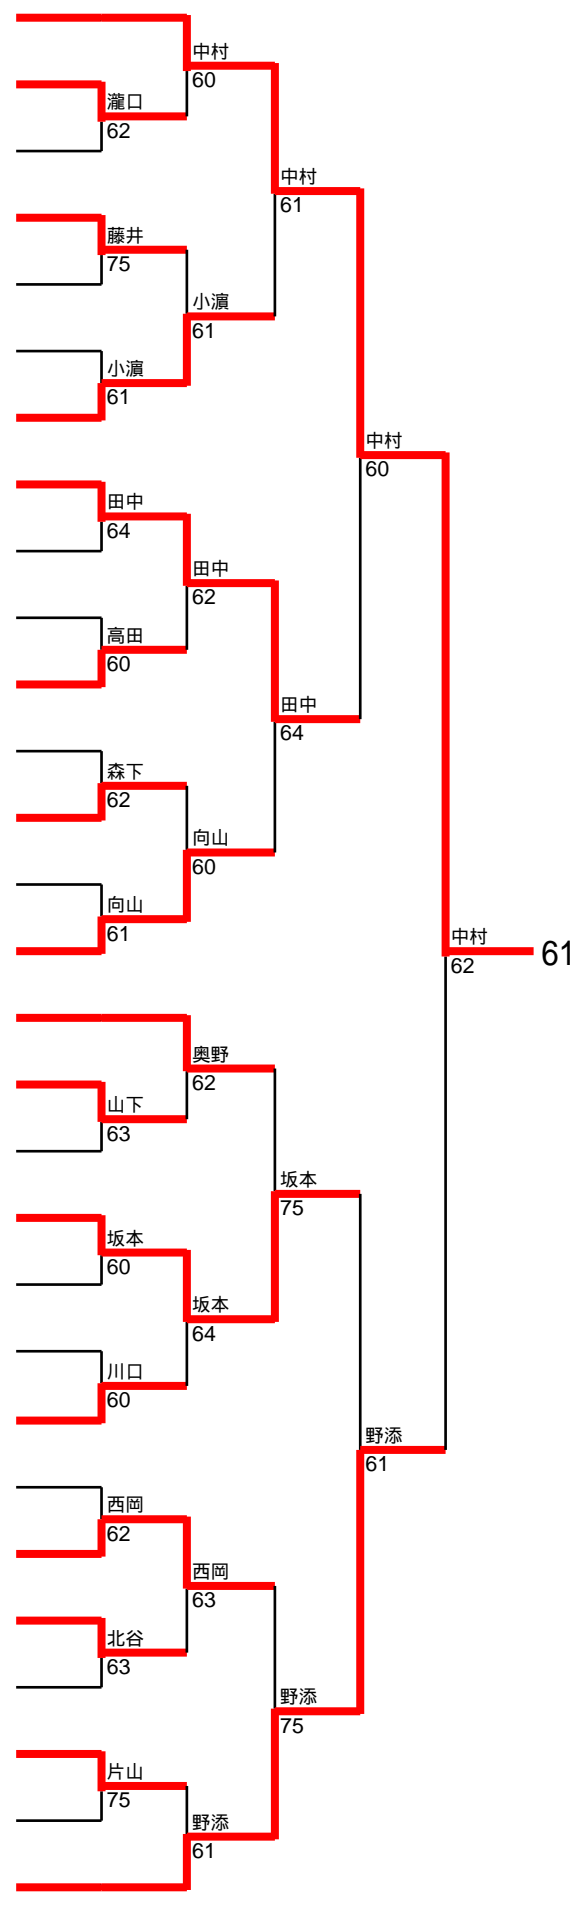 中村
60
瀧口
62
中村
61
藤井
75
小濵
61
小濵
61
中村
60
田中
64
田中
62
高田
60
田中
64
森下
62
向山
60
向山
61
中村
62
61
奥野
62
山下
63
坂本
75
坂本
60
坂本
64
川口
60
野添
61
西岡
62
西岡
63
北谷
63
野添
75
片山
75
野添
61